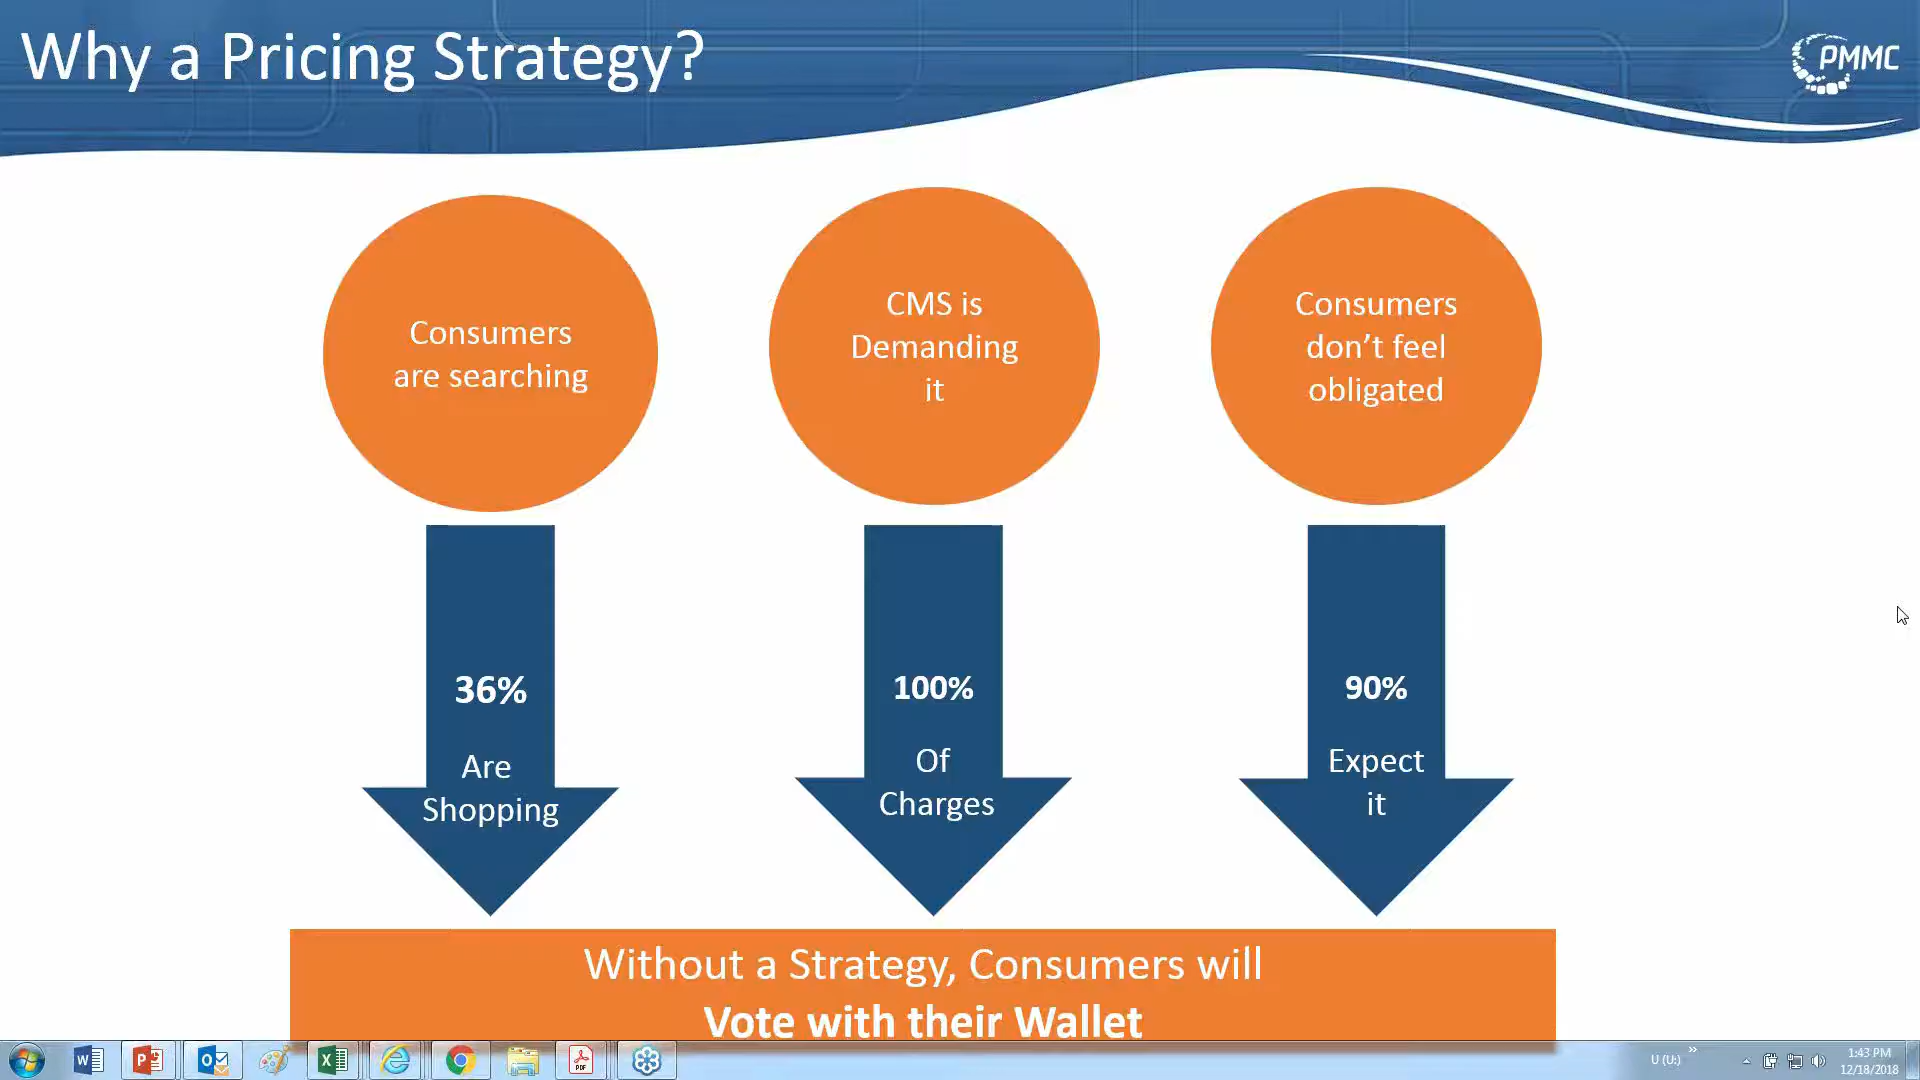 Why a Pricing Strategy?
PMMC
Consumers
are searching
CMS is
Demanding
it
Consumers
don’t feel
obligated
36%
Are
Shopping
100%
Of
Charges
90%
Expect
it
Without a Strategy, Consumers will
Vote with their Wallet
U (U:)
1:43 PM
12/18/2018